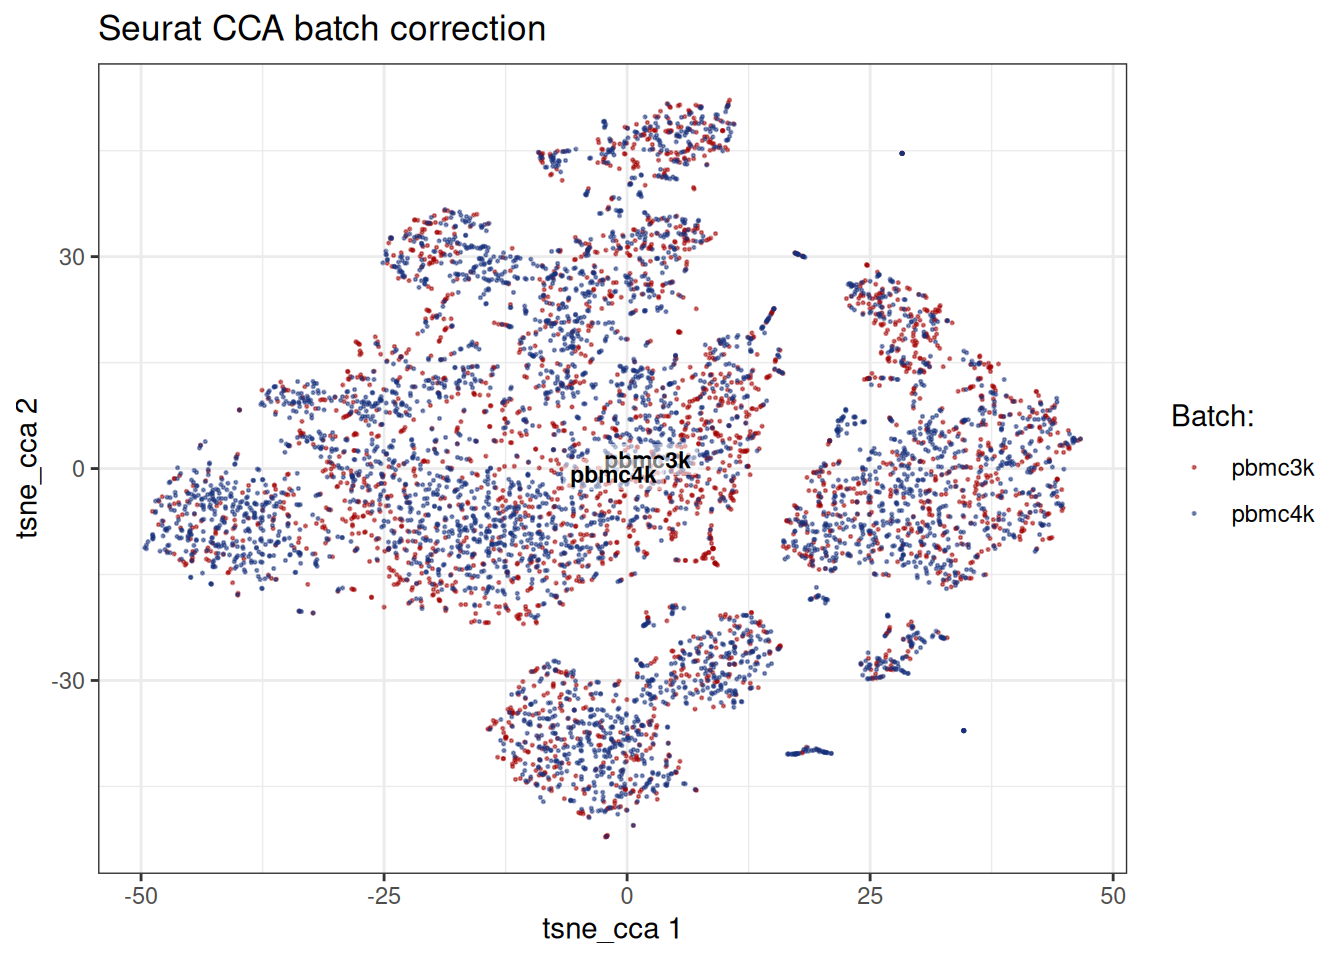 Seurat CCA batch correction
tsne_cca 2
30
0
-30
pbmc3k
pbmc4k
-50
-25
0
25
50
tsne_cca 1
Batch:
pbmc3k
pbmc4k